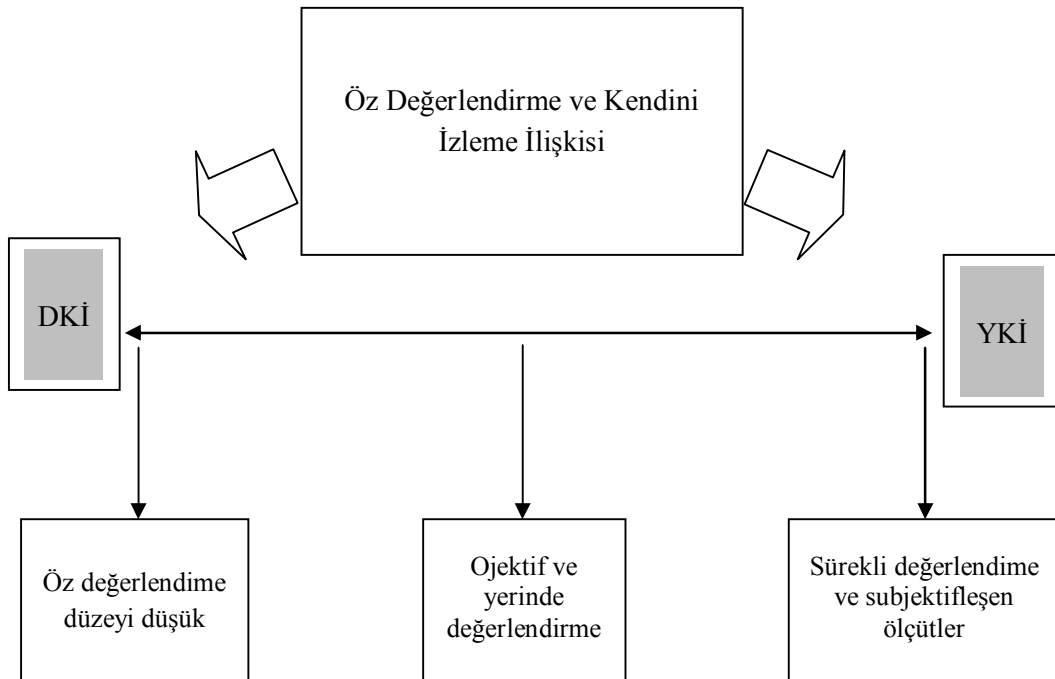 Öz Değerlendirme ve Kendini
İzleme İlişkisi
DKİ
YKİ
Öz değerlendime
düzeyi düşük
Ojektif ve
yerinde
değerlendirme
Sürekli değerlendime
ve subjektifleşen
ölçütler